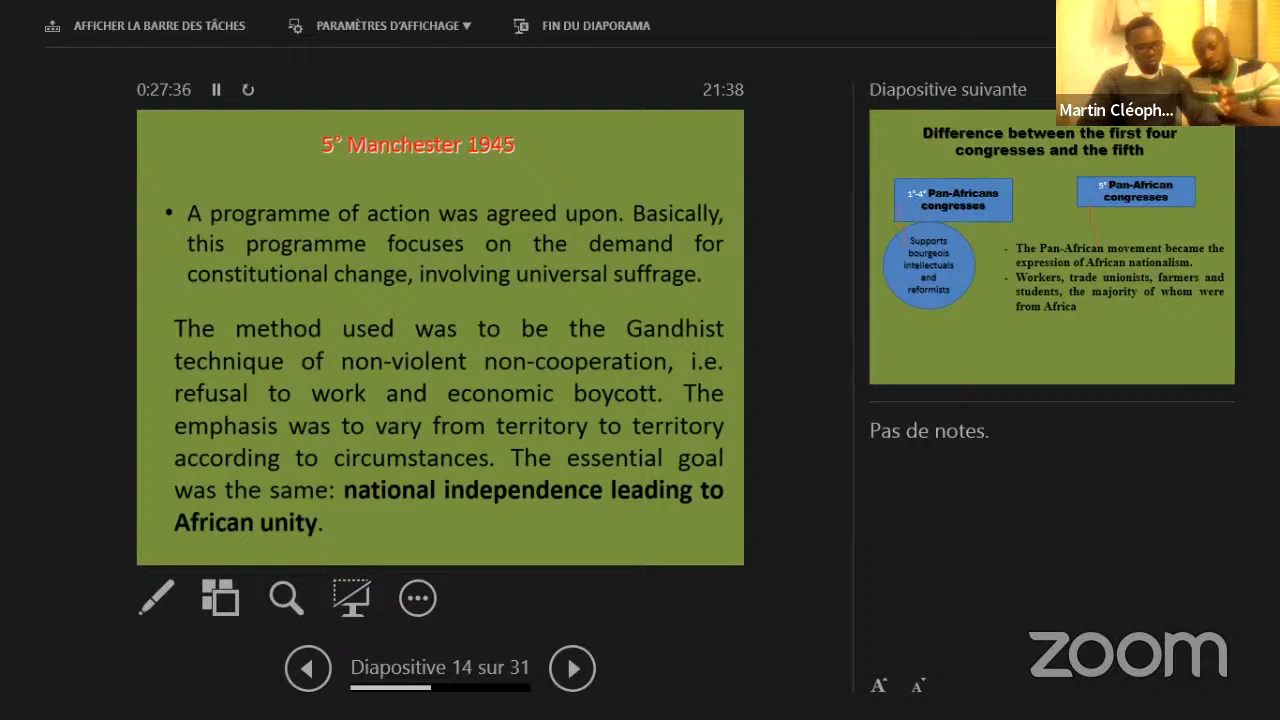 AFFICHER LA BARRE DES TÂCHES
PARAMÈTRES D'AFFICHAGE ▼
FIN DU DIAPORAMA
0:27:36
21:38
5° Manchester 1945
• A programme of action was agreed upon. Basically,
this programme focuses on the demand for
constitutional change, involving universal suffrage.
The method used was to be the Gandhist
technique of non-violent non-cooperation, i.e.
refusal to work and economic boycott. The
emphasis was to vary from territory to territory
according to circumstances. The essential goal
was the same: national independence leading to
African unity.
Diapositive 14 sur 31
Diapositive suivante
Martin Cléoph...
Difference between the first four
congresses and the fifth
1°-4° Pan-Africans
congresses
Supports
bourgeois
intellectuals
and
reformists
5° Pan-African
congresses
- The Pan-African movement became the
expression of African nationalism.
- Workers, trade unionists, farmers and
students, the majority of whom were
from Africa
Pas de notes.
A A
zoom